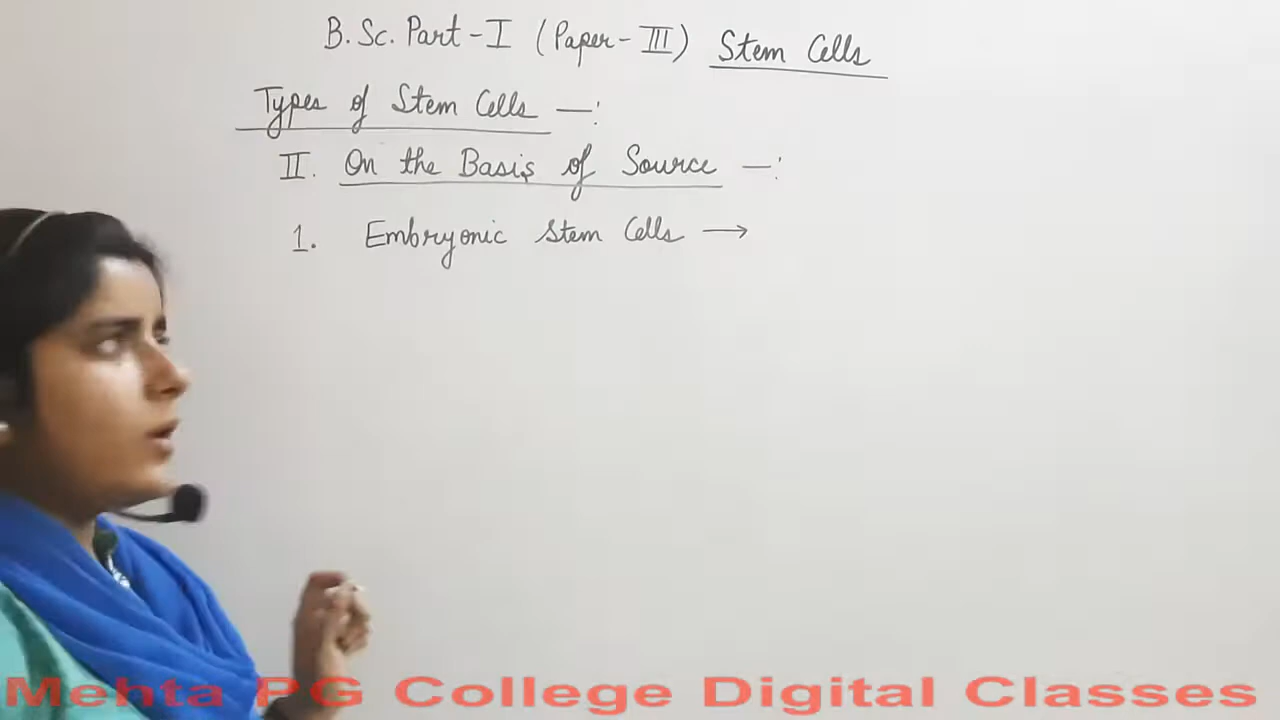 B.Sc. Part-I (Paper-III) Stem Cells
Types of Stem Cells —:
II. On the Basis of Source —:
1. Embryonic Stem Cells →
Mehta PG College Digital Classes